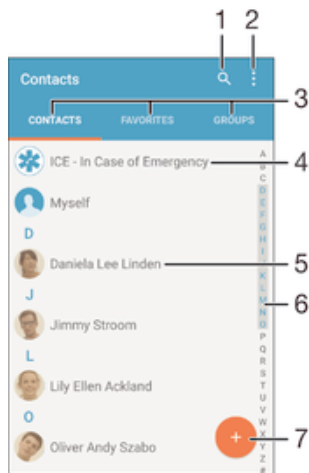 1 2
Contacts
3
CONTACTS FAVORITES GROUPS
ICE - In Case of Emergency
4
Myself
D
Daniela Lee Linden
5
J
Jimmy Stroom
L
Lily Ellen Ackland
O
Oliver Andy Szabo
+
A
B
C
D
E
F
G
H
I
K
L
M
N
O
P
Q
R
S
T
U
V
W
X
Y
Z
6
7